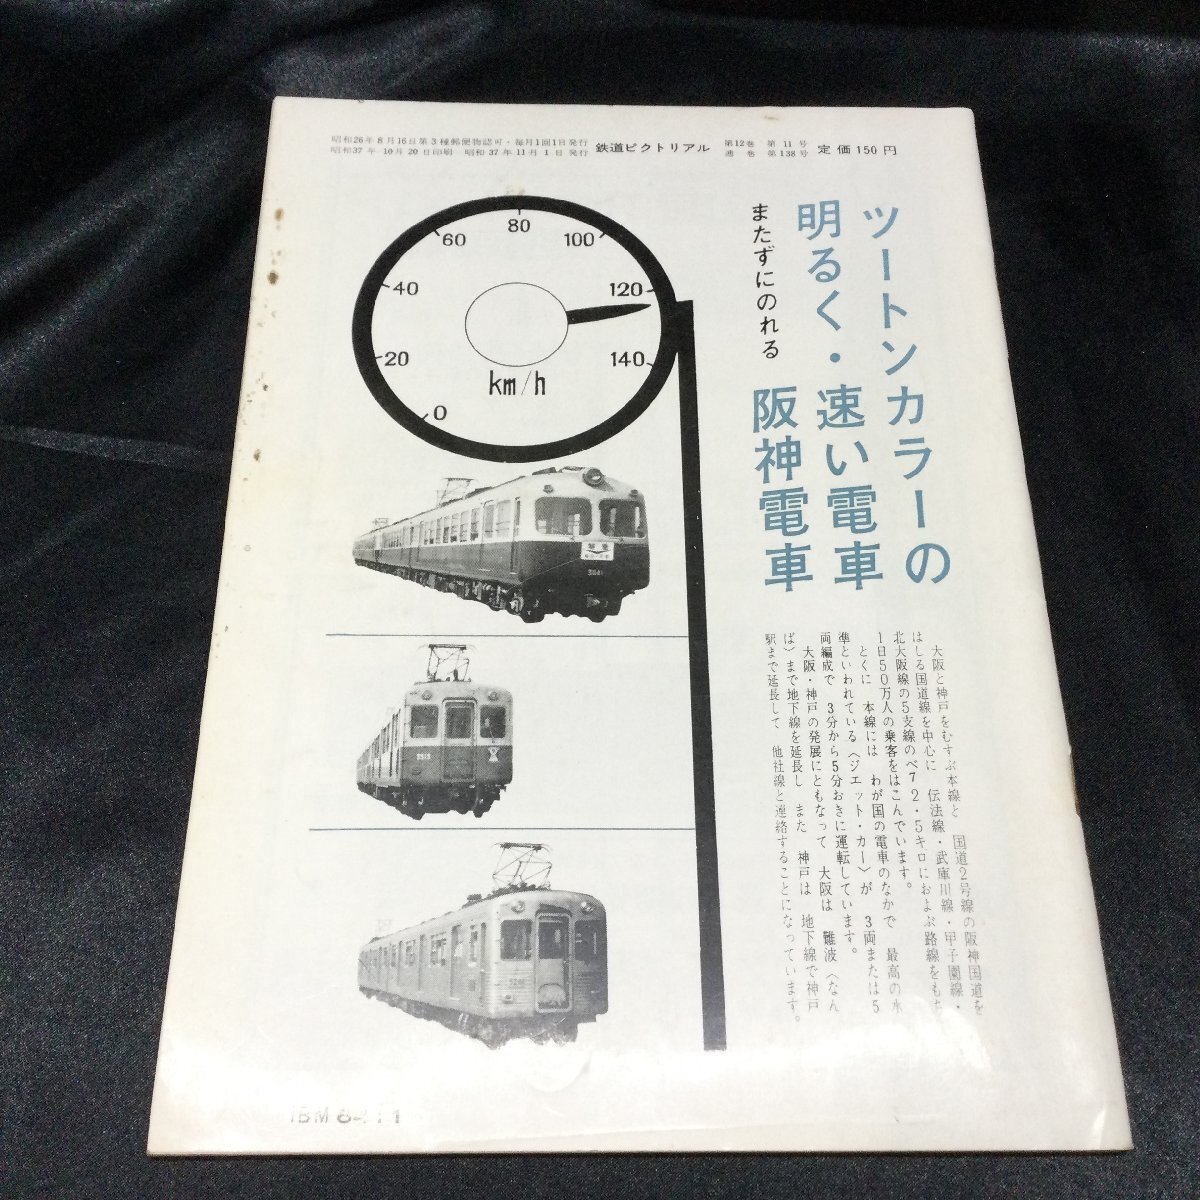 昭和26年8月16日第3種郵便物認可・毎月1回1日発行
昭和37年10月20日印刷 昭和37年11月1日発行
鉄道ピクトリアル
第12巻 第11号
通巻 第138号
定価150円
ツートンカラーの
明るく・速い電車
またずにのれる 阪神電車
0
20
40
60
80
100
120
140
km/h
大阪と神戸をむすぶ本線と 国道2号線の阪神国道を
はしる国道線を中心に 伝法線・武庫川線・甲子園線・
北大阪線の5支線のべ72・5キロにおよぶ路線をもち
1日50万人の乗客をはこんでいます。
とくに 本線には わが国の電車のなかで 最高の水
準といわれている〈ジェット・カー〉が 3両または5
両編成で 3分から5分おきに運転しています。
大阪・神戸の発展にともなって 大阪は 難波〈なん
ば〉まで地下線を延長し また 神戸は 地下線で神戸
駅まで延長して 他社線と連絡することになっています。
IBM